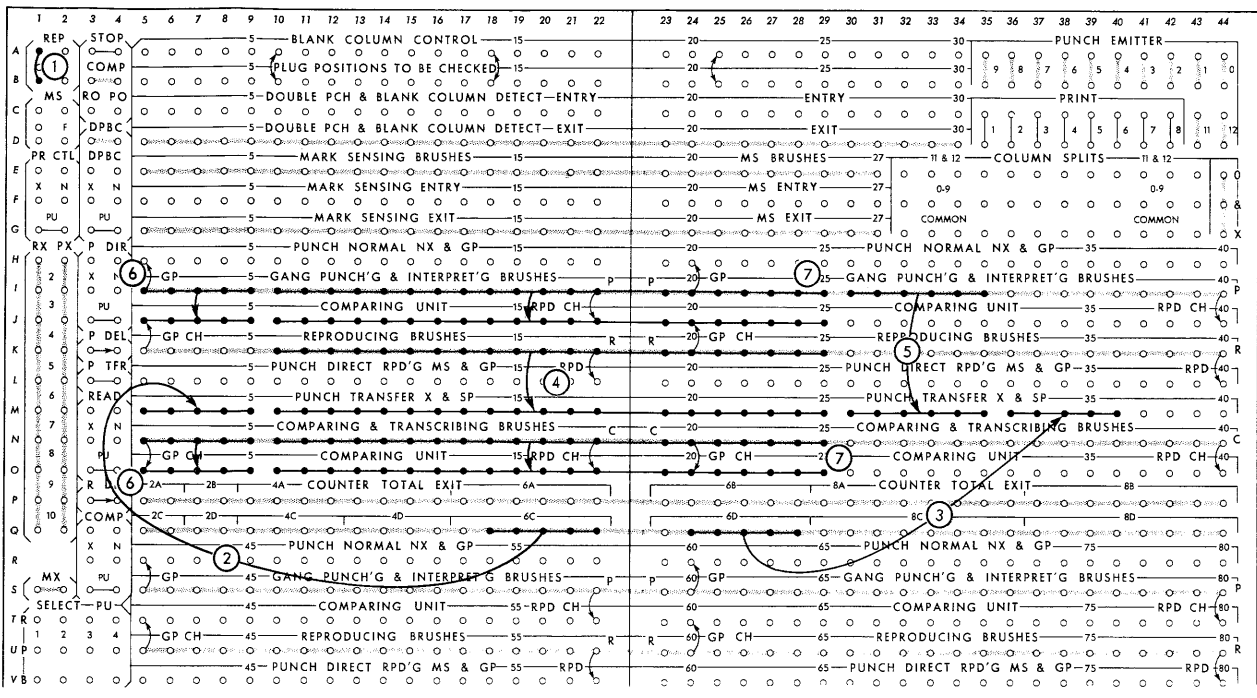 1 2 3 4 5 6 7 8 9 10 11 12 13 14 15 16 17 18 19 20 21 22 23 24 25 26 27 28 29 30 31 32 33 34 35 36 37 38 39 40 41 42 43 44
REP STOP 5 BLANK COLUMN CONTROL 15 20 25 30 PUNCH EMITTER
A
1 COMP 5 PLUG POSITIONS TO BE CHECKED 15 20 25 30 9 8 7 6 5 4 3 2 1 0
B
MS RO PO 5 DOUBLE PCH & BLANK COLUMN DETECT—ENTRY 20 ENTRY 30 PRINT
C
F DPBC 5 DOUBLE PCH & BLANK COLUMN DETECT—EXIT 20 EXIT 30 1 2 3 4 5 6 7 8 11 12
D
PR CTL DPBC 5 MARK SENSING BRUSHES 15 20 MS BRUSHES 27 11 & 12 COLUMN SPLITS 11 & 12
E O
X N X N 5 MARK SENSING ENTRY 15 20 MS ENTRY 27 0-9 0-9
F O &
PU PU 5 MARK SENSING EXIT 15 20 MS EXIT 27 COMMON COMMON
G X
RX PX P DIR 5 PUNCH NORMAL NX & GP 15 20 25 PUNCH NORMAL NX & GP 35 40
H
2 X N 6 GP 5 GANG PUNCH'G & INTERPRET'G BRUSHES P P 20 GP 7 25 GANG PUNCH'G & INTERPRET'G BRUSHES 40
I P
3 PU 5 COMPARING UNIT 15 RPD CH 20 25 COMPARING UNIT 35 RPD CH 40
J
4 P DEL GP CH 5 REPRODUCING BRUSHES R R 20 GP CH 25 REPRODUCING BRUSHES 40
K 5 R
5 P TFR 5 PUNCH DIRECT RPD'G MS & GP 15 RPD 20 25 PUNCH DIRECT RPD'G MS & GP 35 RPD 40
L 4
6 READ 5 PUNCH TRANSFER X & SP 15 20 25 PUNCH TRANSFER X & SP 35 40
M
7 X N 5 COMPARING & TRANSCRIBING BRUSHES C C 20 25 COMPARING & TRANSCRIBING BRUSHES 40
N C
8 PU GP CH 5 COMPARING UNIT 15 RPD CH 20 GP CH 7 COMPARING UNIT 35 RPD CH 40
O
9 R 6 2A 2B 4A COUNTER TOTAL EXIT 6A 6B 8A COUNTER TOTAL EXIT 8B
P
10 COMP 2C 2D 4C 4D 6C 6D 8C 3 8D
Q
X N 2 45 PUNCH NORMAL NX & GP 55 60 65 PUNCH NORMAL NX & GP 75 80
R
MX PU GP 45 GANG PUNCH'G & INTERPRET'G BRUSHES P P 60 GP 65 GANG PUNCH'G & INTERPRET'G BRUSHES 80
S P
SELECT—PU 45 COMPARING UNIT 55 RPD CH 60 65 COMPARING UNIT 75 RPD CH 80
T R
1 2 3 4 GP CH 45 REPRODUCING BRUSHES 55 R R 60 GP CH 65 REPRODUCING BRUSHES 80
U P R
45 PUNCH DIRECT RPD'G MS & GP 55 RPD 60 65 PUNCH DIRECT RPD'G MS & GP 75 RPD 80
V B